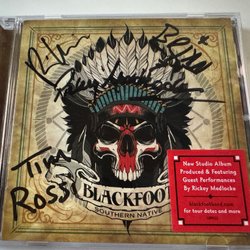 BRIAN
Tim
Ross
BLACKFOOT
SOUTHERN NATIVE
New Studio Album
Produced & Featuring
Guest Performances
By Rickey Medlocke
blackfootband.com
for tour dates and more